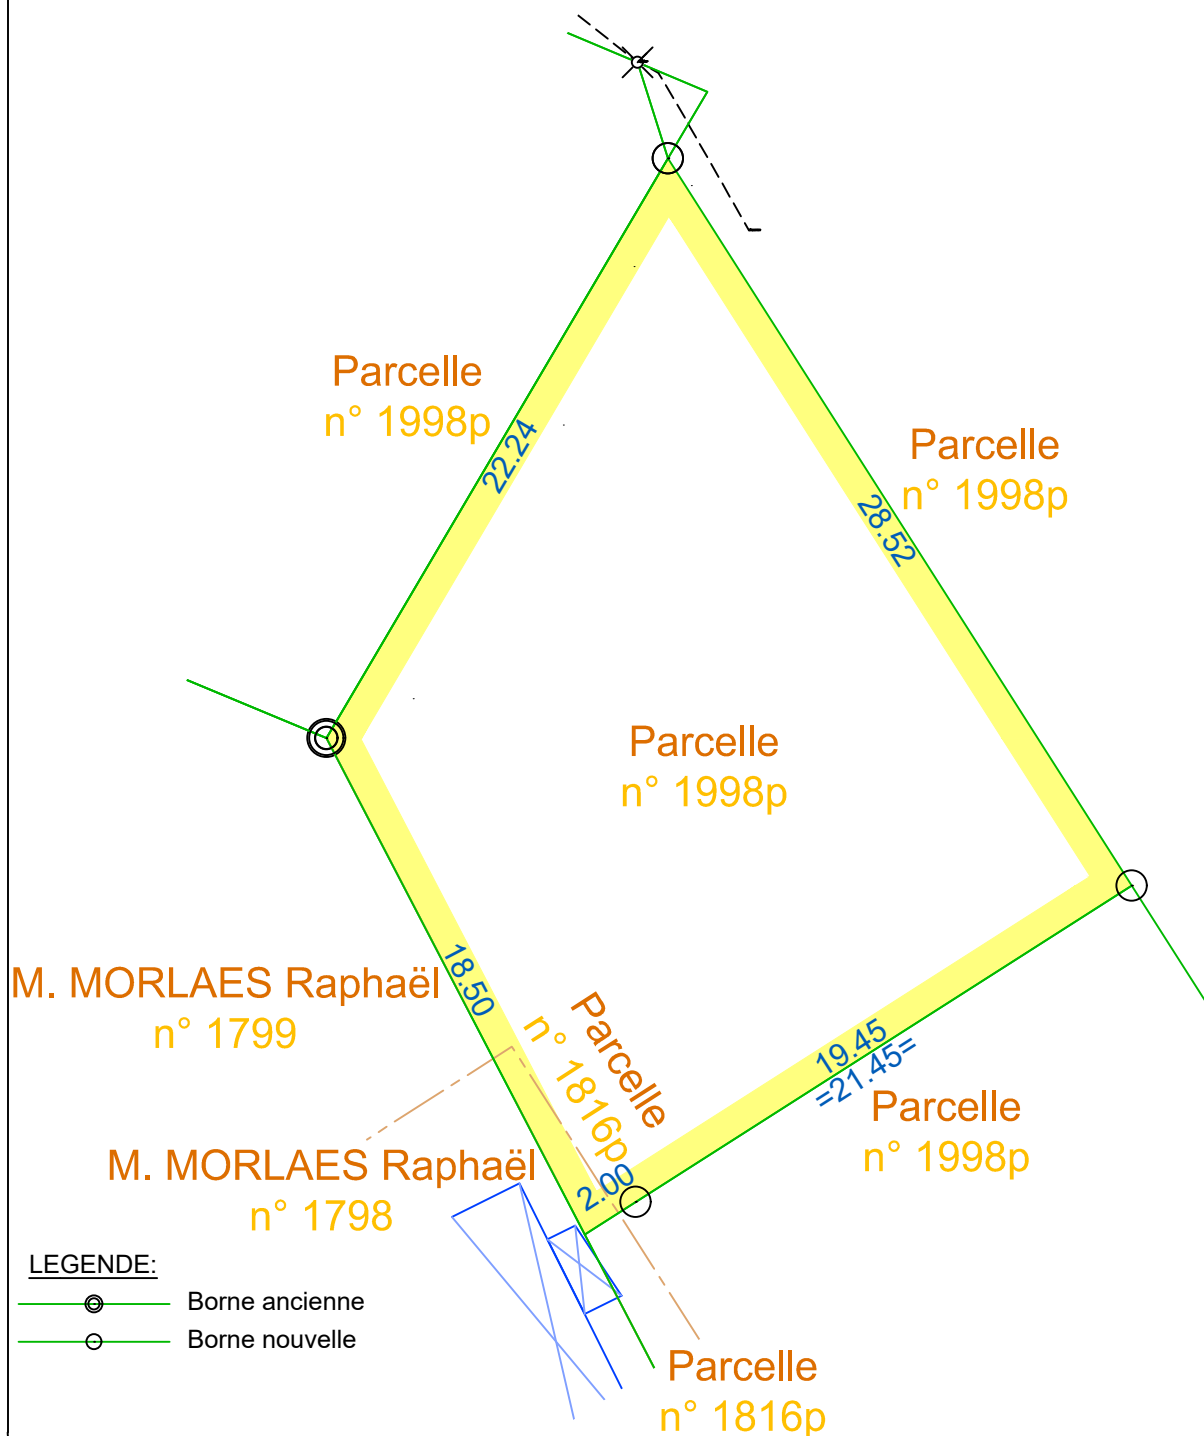 Parcelle
n° 1998p
22.24
Parcelle
n° 1998p
28.52
Parcelle
n° 1998p
M. MORLAES Raphaël
n° 1799
18.50
Parcelle
n° 1816p
19.45
=21.45=
Parcelle
n° 1998p
M. MORLAES Raphaël
n° 1798
2.00
LEGENDE:
Borne ancienne
Borne nouvelle
Parcelle
n° 1816p